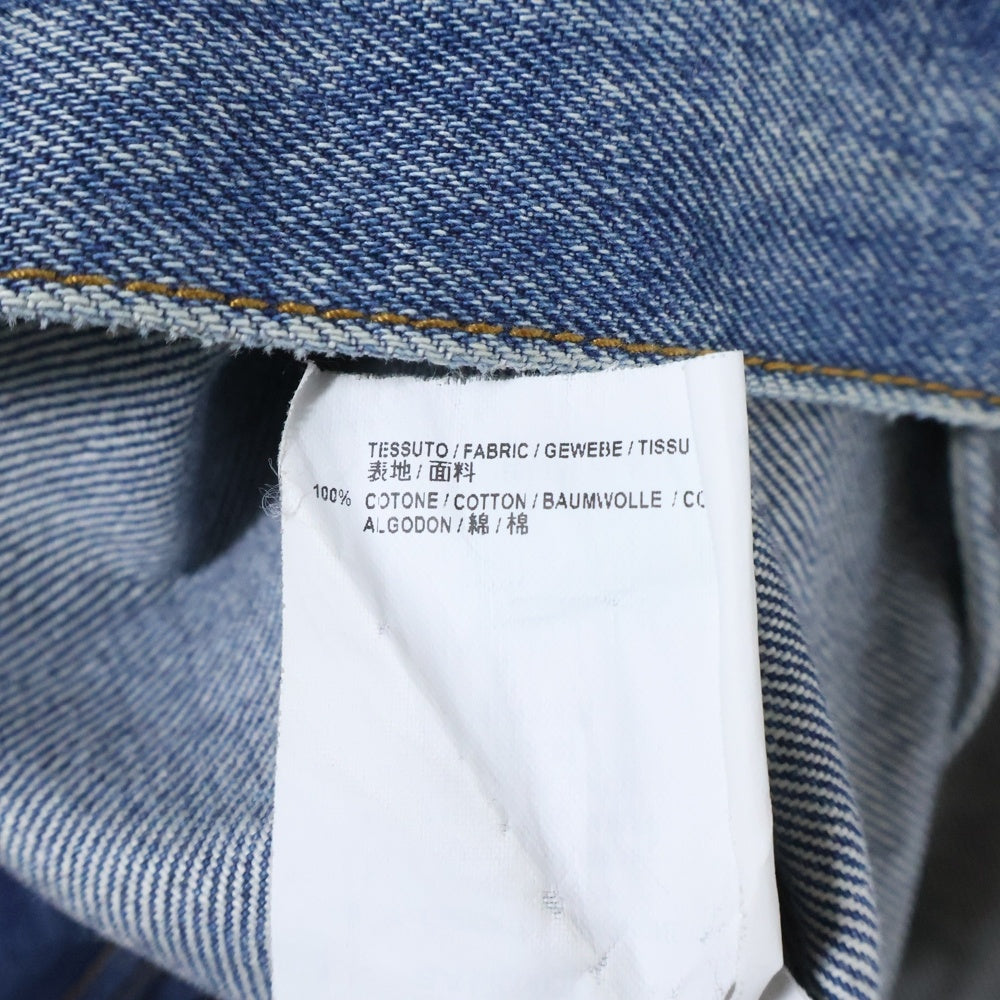 TESSUTO / FABRIC / GEWEBE / TISSU
表地 / 面料
100% COTONE / COTTON / BAUMWOLLE / CO
ALGODON / 綿 / 棉